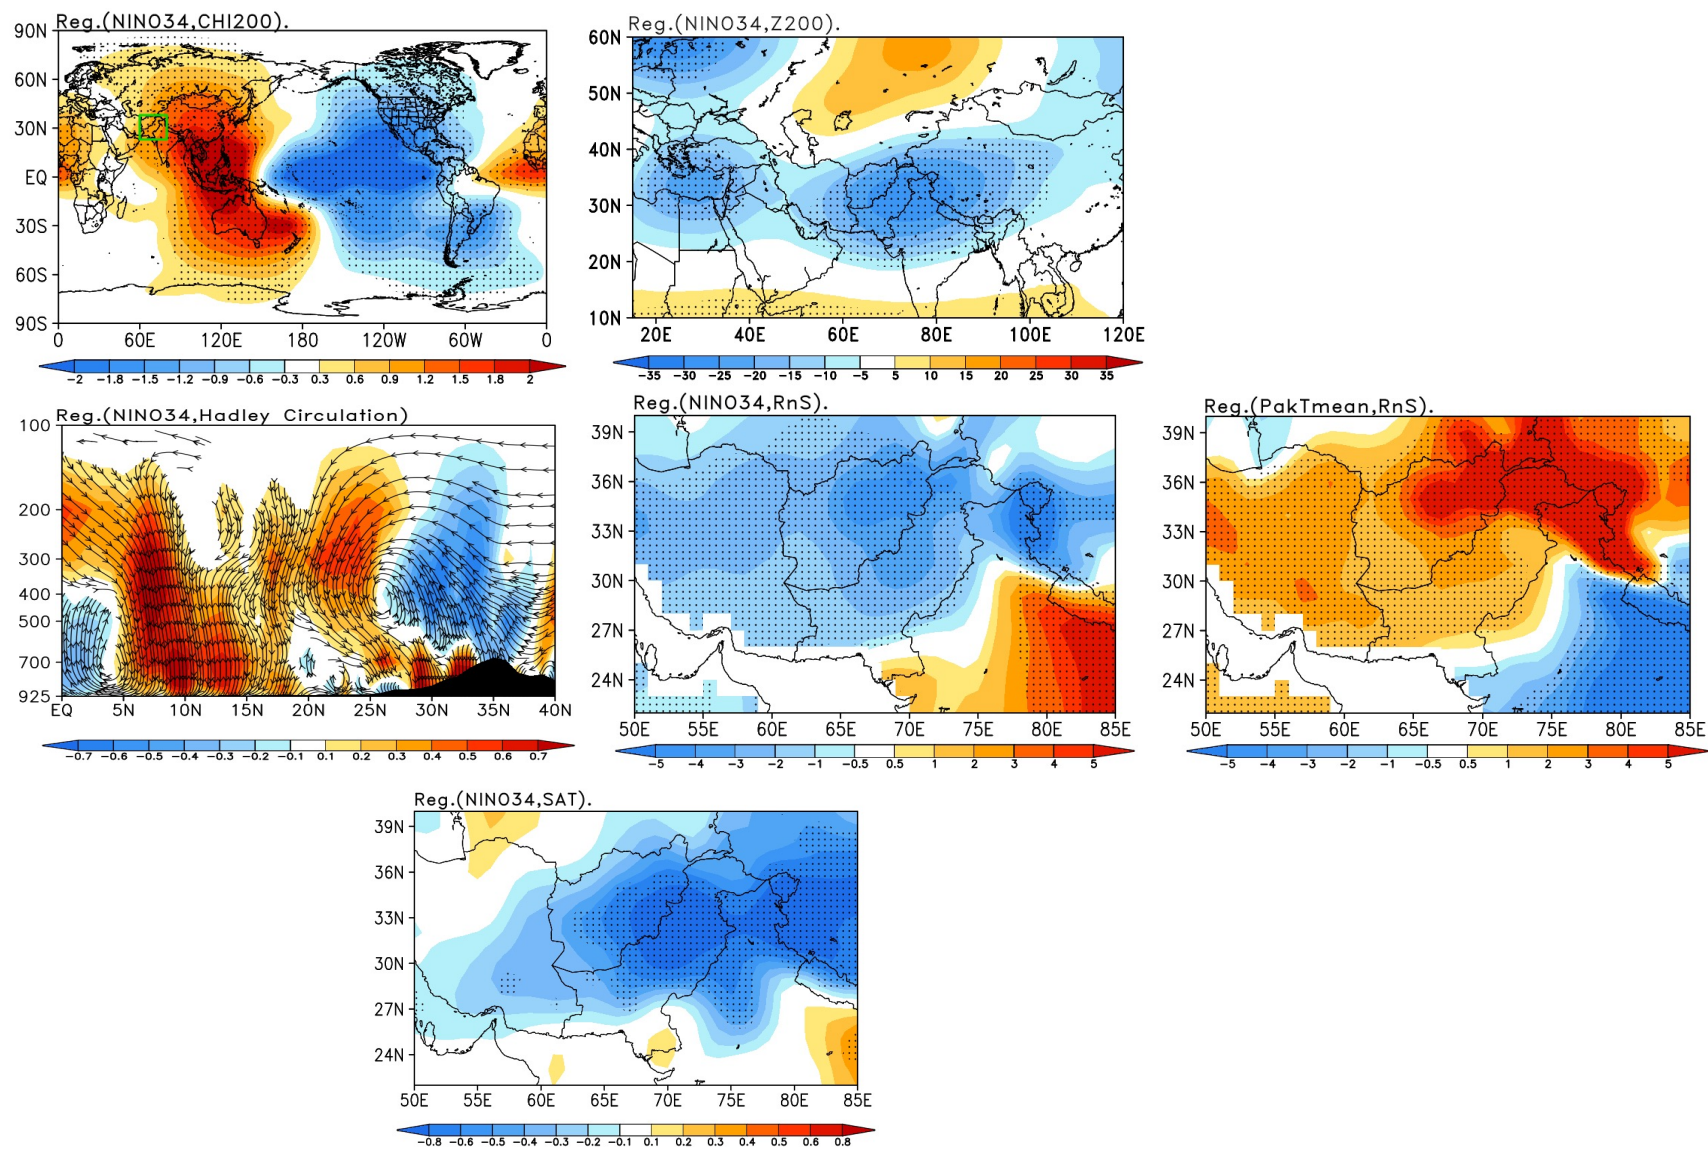 Reg.(NINO34,CHI200).
90N
60N
30N
EQ
30S
60S
90S
0 60E 120E 180 120W 60W 0
-2 -1.8 -1.5 -1.2 -0.9 -0.6 -0.3 0.3 0.6 0.9 1.2 1.5 1.8 2
Reg.(NINO34,Z200).
60N
50N
40N
30N
20N
10N
20E 40E 60E 80E 100E 120E
-35 -30 -25 -20 -15 -10 -5 5 10 15 20 25 30 35
Reg.(NINO34,Hadley Circulation)
100
200
300
400
500
700
925
EQ 5N 10N 15N 20N 25N 30N 35N 40N
-0.7 -0.6 -0.5 -0.4 -0.3 -0.2 -0.1 0.1 0.2 0.3 0.4 0.5 0.6 0.7
Reg.(NINO34,RnS).
39N
36N
33N
30N
27N
24N
50E 55E 60E 65E 70E 75E 80E 85E
-5 -4 -3 -2 -1 -0.5 0.5 1 2 3 4 5
Reg.(PakTmean,RnS).
39N
36N
33N
30N
27N
24N
50E 55E 60E 65E 70E 75E 80E 85E
-5 -4 -3 -2 -1 -0.5 0.5 1 2 3 4 5
Reg.(NINO34,SAT).
39N
36N
33N
30N
27N
24N
50E 55E 60E 65E 70E 75E 80E 85E
-0.8 -0.6 -0.5 -0.4 -0.3 -0.2 -0.1 0.1 0.2 0.3 0.4 0.5 0.6 0.8